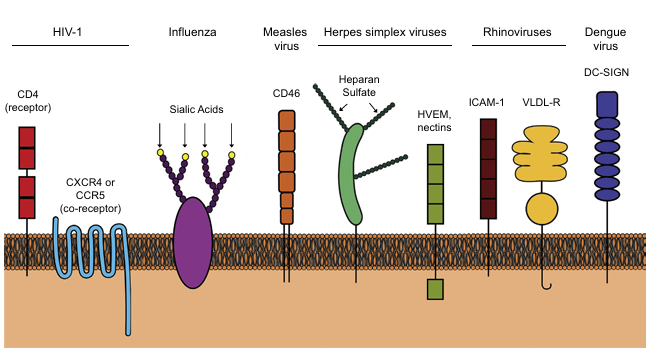 HIV-1
Influenza
Measles
virus
Herpes simplex viruses
Rhinoviruses
Dengue
virus
CD4
(receptor)
CXCR4 or
CCR5
(co-receptor)
Sialic Acids
CD46
Heparan
Sulfate
HVEM,
nectins
ICAM-1
VLDL-R
DC-SIGN